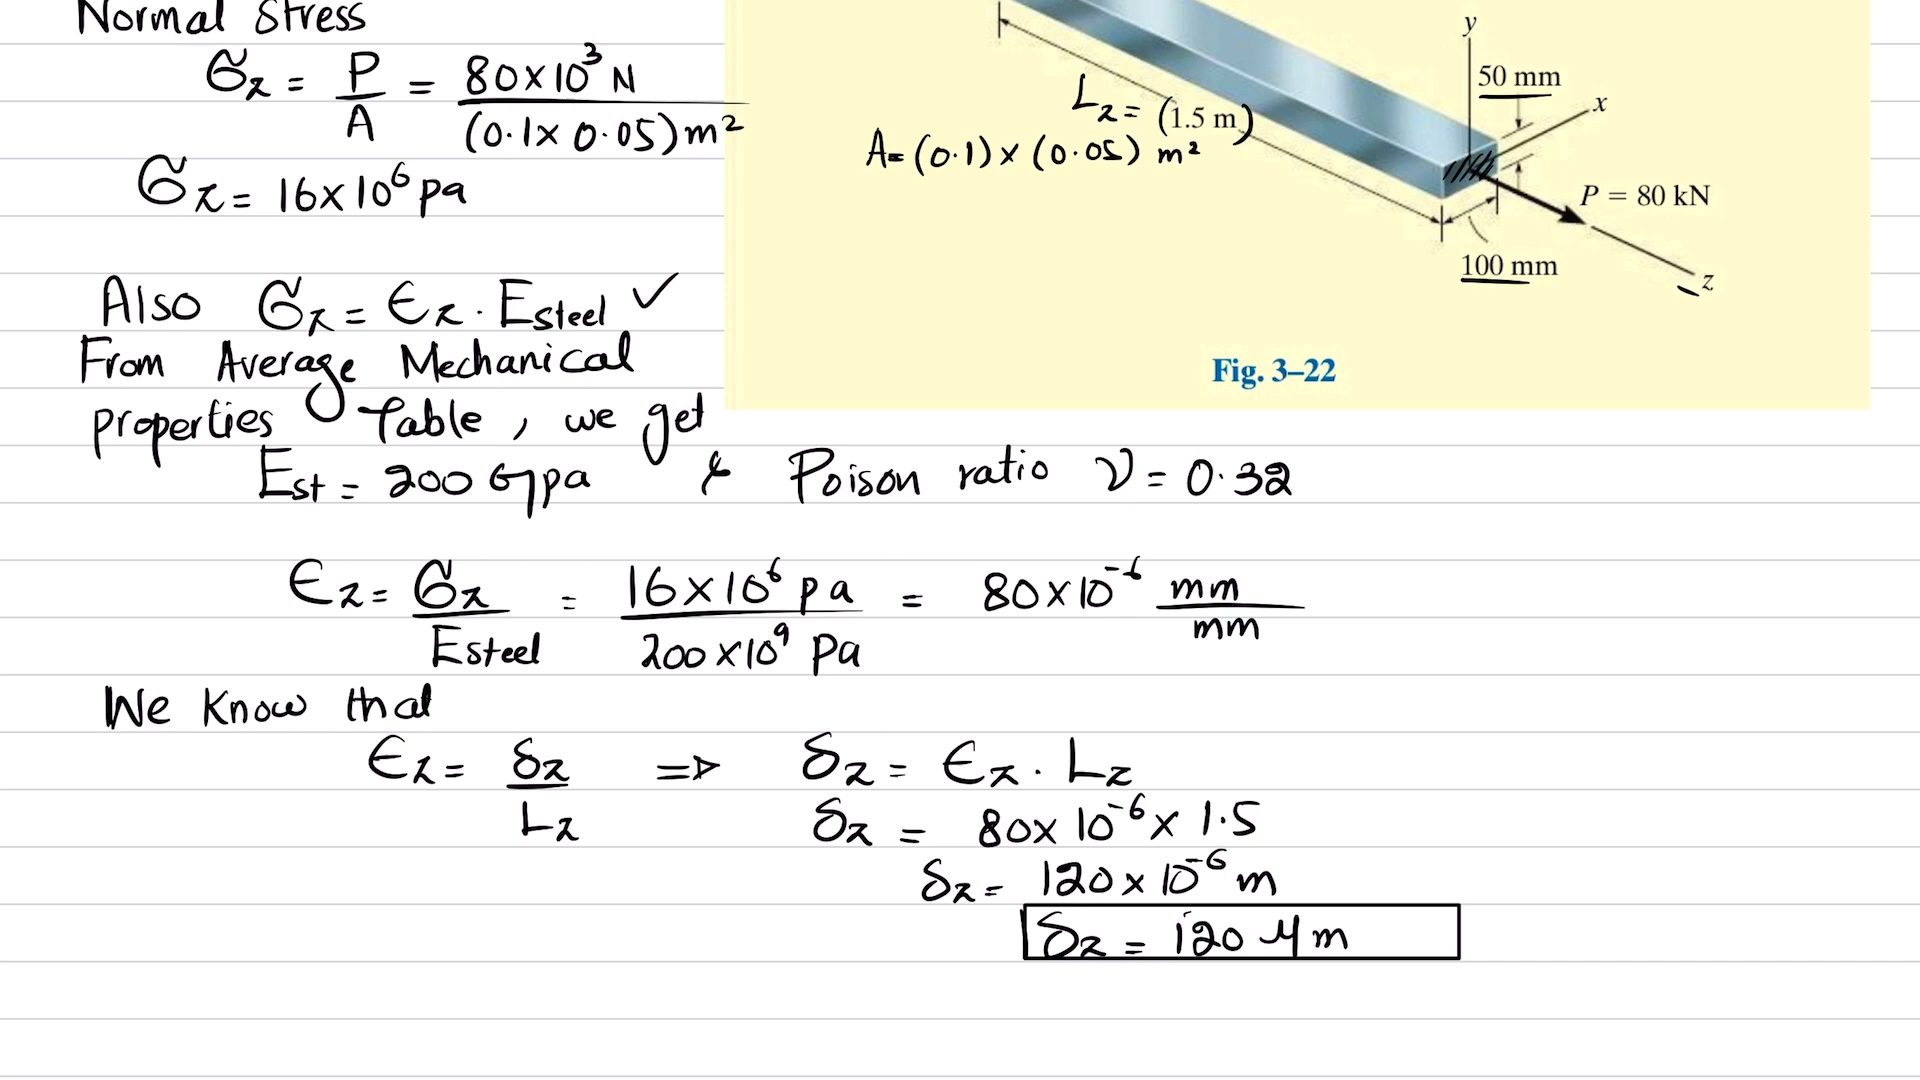 Normal Stress
σz = P/A = 80×10³ N / (0.1×0.05) m²
σz = 16×10⁶ pa
Also σz = ϵz · Esteel ✓
From Average Mechanical
properties Table, we get
Est = 200 Gpa & Poison ratio ν = 0.32
ϵz = σz/Esteel = 16×10⁶ pa / 200×10⁹ pa = 80×10⁻⁶ mm/mm
We Know that
ϵz = δz/Lz => δz = ϵz · Lz
δz = 80×10⁻⁶ × 1.5
δz = 120×10⁻⁶ m
δz = 120 μm
y
50 mm
x
Lz = (1.5 m)
A = (0.1) × (0.05) m²
P = 80 kN
100 mm
z
Fig. 3–22